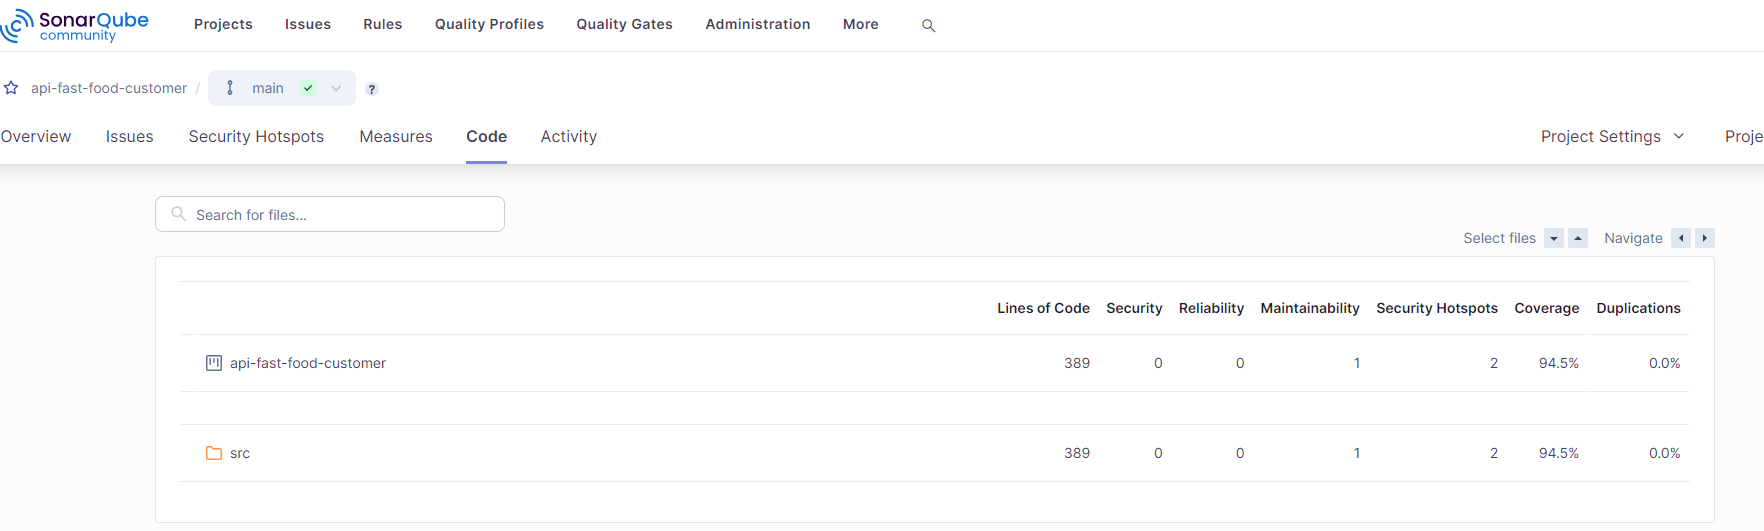 SonarQube community Projects Issues Rules Quality Profiles Quality Gates Administration More
api-fast-food-customer / main ?
Overview Issues Security Hotspots Measures Code Activity Project Settings Proje
Search for files...
Select files Navigate
Lines of Code Security Reliability Maintainability Security Hotspots Coverage Duplications
api-fast-food-customer 389 0 0 1 2 94.5% 0.0%
src 389 0 0 1 2 94.5% 0.0%